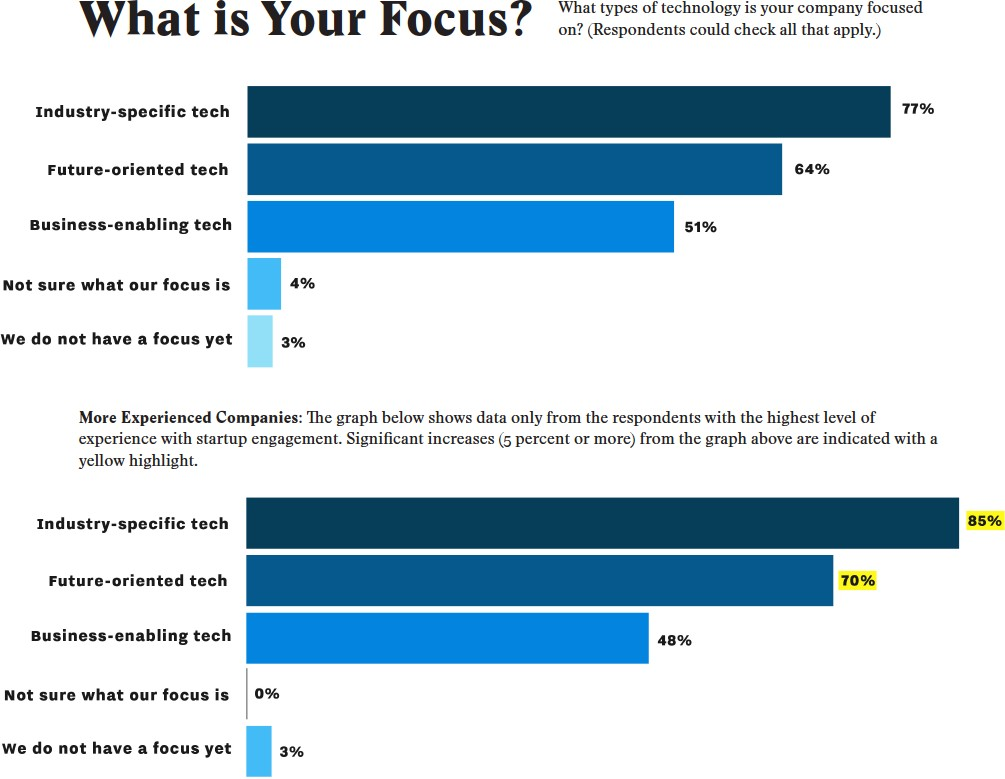 What is Your Focus?
What types of technology is your company focused
on? (Respondents could check all that apply.)
Industry-specific tech 77%
Future-oriented tech 64%
Business-enabling tech 51%
Not sure what our focus is 4%
We do not have a focus yet 3%
More Experienced Companies: The graph below shows data only from the respondents with the highest level of
experience with startup engagement. Significant increases (5 percent or more) from the graph above are indicated with a
yellow highlight.
Industry-specific tech 85%
Future-oriented tech 70%
Business-enabling tech 48%
Not sure what our focus is 0%
We do not have a focus yet 3%